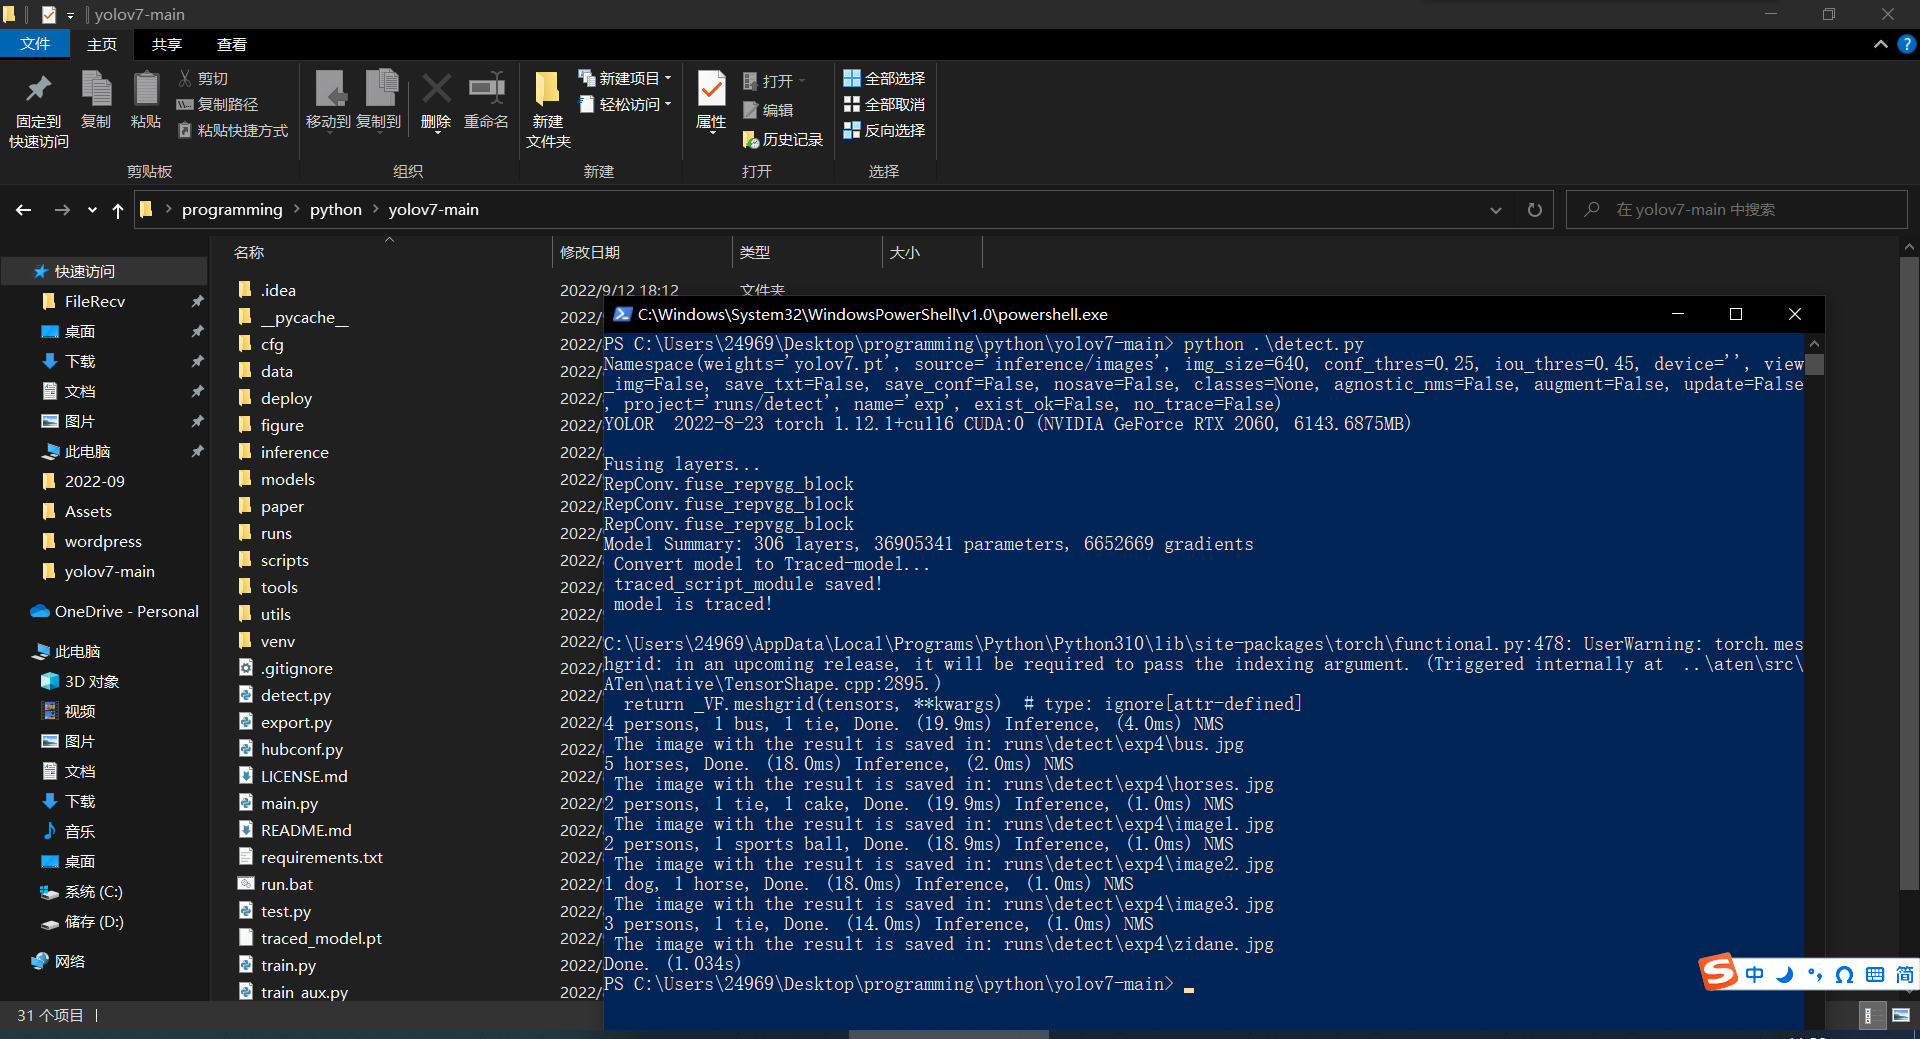 yolov7-main
文件 主页 共享 查看
固定到
快速访问
复制
粘贴
剪切
复制路径
粘贴快捷方式
剪贴板
移动到
复制到
删除
重命名
组织
新建
文件夹
新建项目
轻松访问
新建
属性
打开
编辑
历史记录
打开
全部选择
全部取消
反向选择
选择
programming > python > yolov7-main
在 yolov7-main 中搜索
快速访问
FileRecv
桌面
下载
文档
图片
此电脑
2022-09
Assets
wordpress
yolov7-main
OneDrive - Personal
此电脑
3D 对象
视频
图片
文档
下载
音乐
桌面
系统 (C:)
储存 (D:)
网络
名称 修改日期 类型 大小
.idea 2022/9/12 18:12 文件夹
__pycache__ 2022/
cfg 2022/
data 2022/
deploy 2022/
figure 2022/
inference 2022/
models 2022/
paper 2022/
runs 2022/
scripts 2022/
tools 2022/
utils 2022/
venv 2022/
.gitignore 2022/
detect.py 2022/
export.py 2022/
hubconf.py 2022/
LICENSE.md 2022/
main.py 2022/
README.md 2022/
requirements.txt 2022/
run.bat 2022/
test.py 2022/
traced_model.pt 2022/
train.py 2022/
train_aux.py 2022/
31 个项目
C:\Windows\System32\WindowsPowerShell\v1.0\powershell.exe
PS C:\Users\24969\Desktop\programming\python\yolov7-main> python .\detect.py
Namespace(weights='yolov7.pt', source='inference/images', img_size=640, conf_thres=0.25, iou_thres=0.45, device='', view
_img=False, save_txt=False, save_conf=False, nosave=False, classes=None, agnostic_nms=False, augment=False, update=False
, project='runs/detect', name='exp', exist_ok=False, no_trace=False)
YOLOR  2022-8-23 torch 1.12.1+cu116 CUDA:0 (NVIDIA GeForce RTX 2060, 6143.6875MB)
Fusing layers...
RepConv.fuse_repvgg_block
RepConv.fuse_repvgg_block
RepConv.fuse_repvgg_block
Model Summary: 306 layers, 36905341 parameters, 6652669 gradients
Convert model to Traced-model...
traced_script_module saved!
model is traced!
C:\Users\24969\AppData\Local\Programs\Python\Python310\lib\site-packages\torch\functional.py:478: UserWarning: torch.mes
hgrid: in an upcoming release, it will be required to pass the indexing argument. (Triggered internally at  ..\aten\src\
ATen\native\TensorShape.cpp:2895.)
return _VF.meshgrid(tensors, **kwargs)  # type: ignore[attr-defined]
4 persons, 1 bus, 1 tie, Done. (19.9ms) Inference, (4.0ms) NMS
The image with the result is saved in: runs\detect\exp4\bus.jpg
5 horses, Done. (18.0ms) Inference, (2.0ms) NMS
The image with the result is saved in: runs\detect\exp4\horses.jpg
2 persons, 1 tie, 1 cake, Done. (19.9ms) Inference, (1.0ms) NMS
The image with the result is saved in: runs\detect\exp4\image1.jpg
2 persons, 1 sports ball, Done. (18.9ms) Inference, (1.0ms) NMS
The image with the result is saved in: runs\detect\exp4\image2.jpg
1 dog, 1 horse, Done. (18.0ms) Inference, (1.0ms) NMS
The image with the result is saved in: runs\detect\exp4\image3.jpg
3 persons, 1 tie, Done. (14.0ms) Inference, (1.0ms) NMS
The image with the result is saved in: runs\detect\exp4\zidane.jpg
Done. (1.034s)
PS C:\Users\24969\Desktop\programming\python\yolov7-main>
中 简